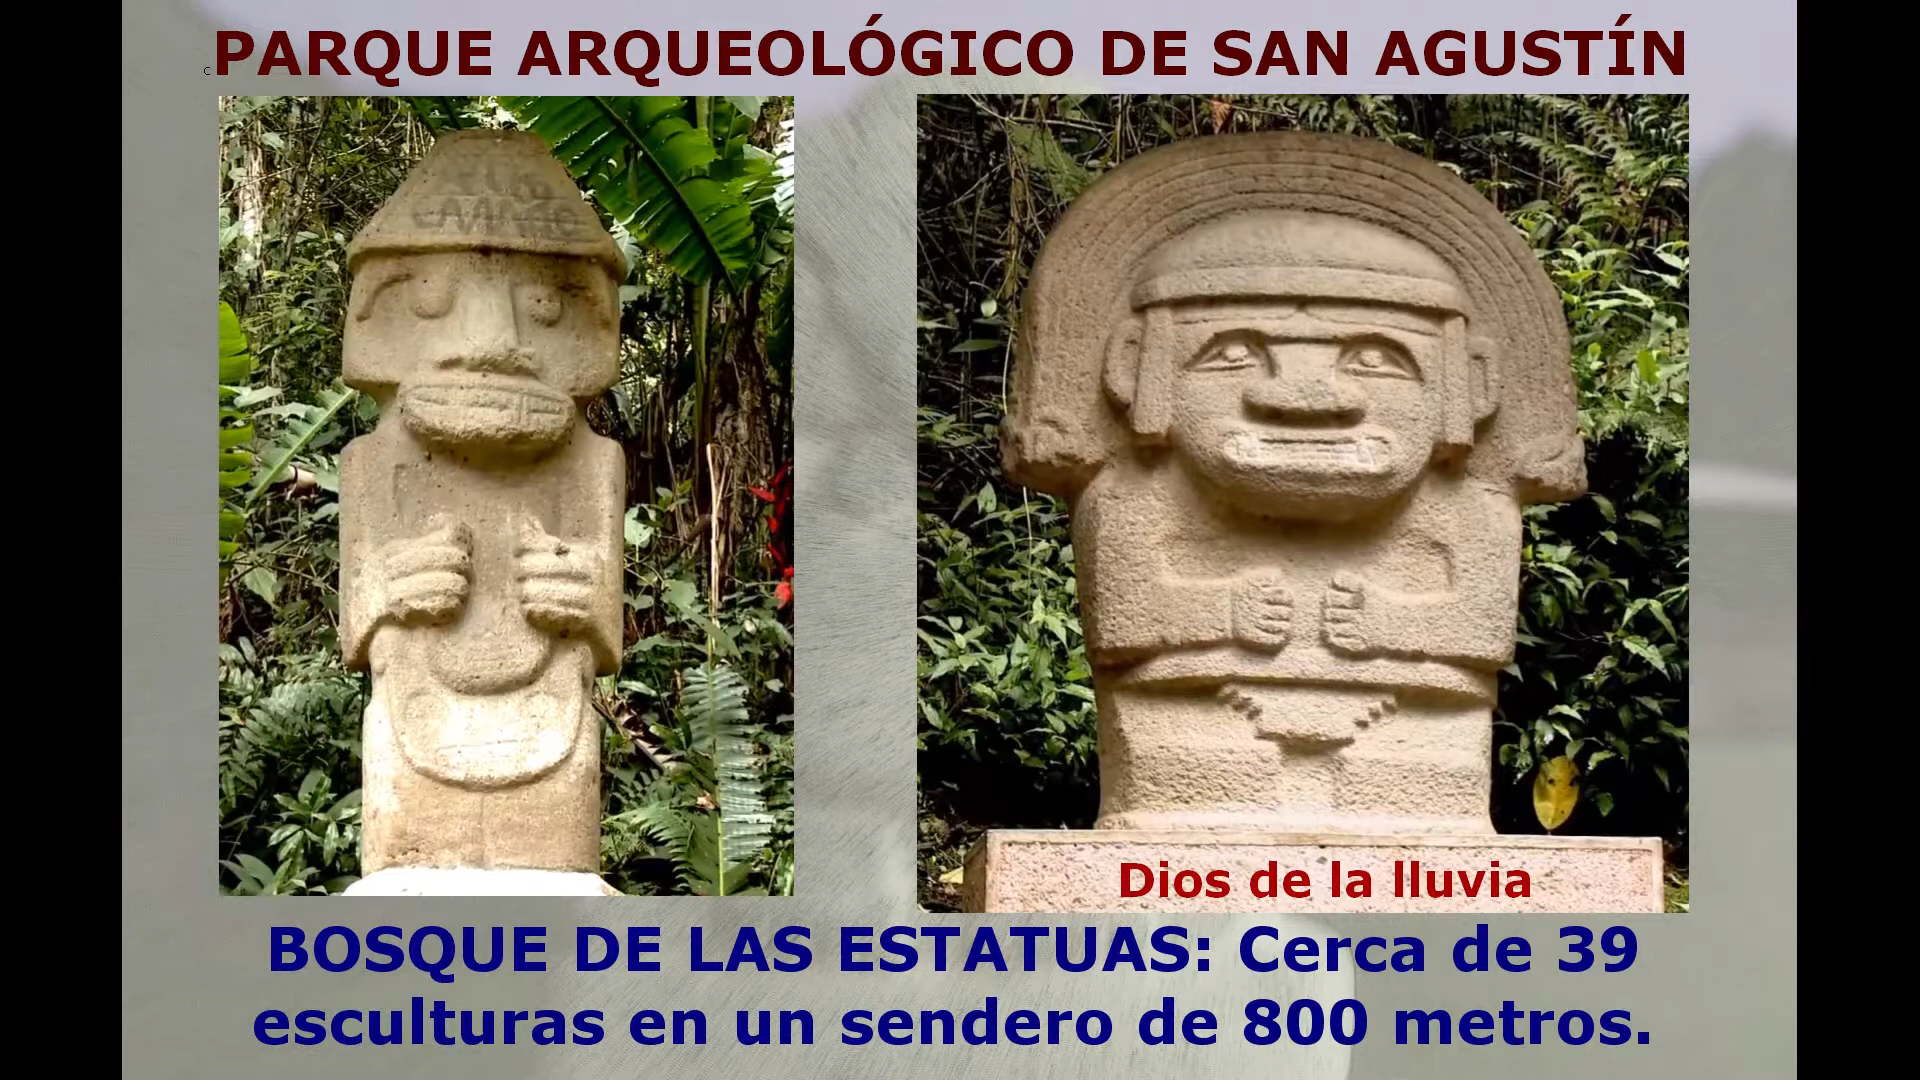 PARQUE ARQUEOLÓGICO DE SAN AGUSTÍN
Dios de la lluvia
BOSQUE DE LAS ESTATUAS: Cerca de 39
esculturas en un sendero de 800 metros.